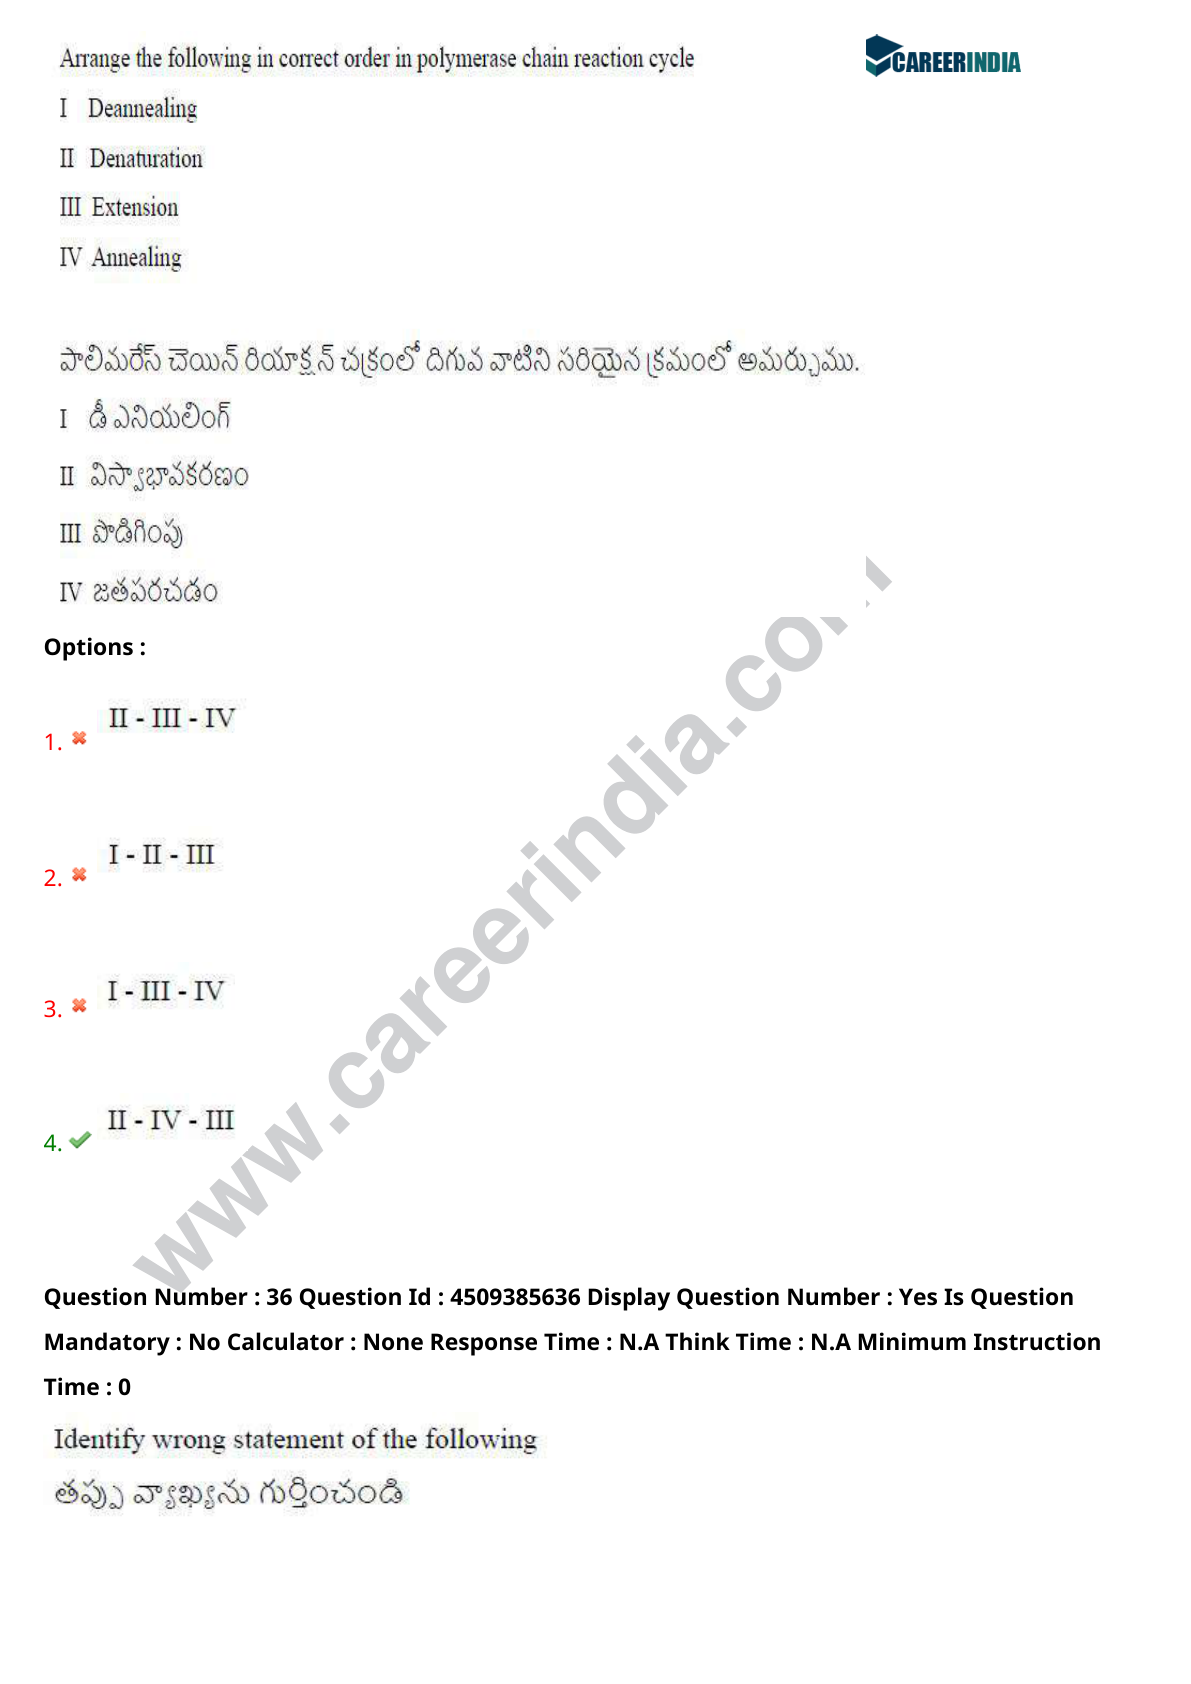 Arrange the following in correct order in polymerase chain reaction cycle
CAREERINDIA
I Deannealing
II Denaturation
III Extension
IV Annealing
పాలిమరేస్ చెయిన్ రియాక్షన్ చక్రంలో దిగువ వాటిని సరియైన క్రమంలో అమర్చుము.
I డీ ఎనియలింగ్
II విస్వాభావకరణం
III పొడిగింపు
IV జతపరచడం
Options :
1. II - III - IV
2. I - II - III
3. I - III - IV
4. II - IV - III
www.careerindia.com
Question Number : 36 Question Id : 4509385636 Display Question Number : Yes Is Question
Mandatory : No Calculator : None Response Time : N.A Think Time : N.A Minimum Instruction
Time : 0
Identify wrong statement of the following
తప్పు వ్యాఖ్యను గుర్తించండి